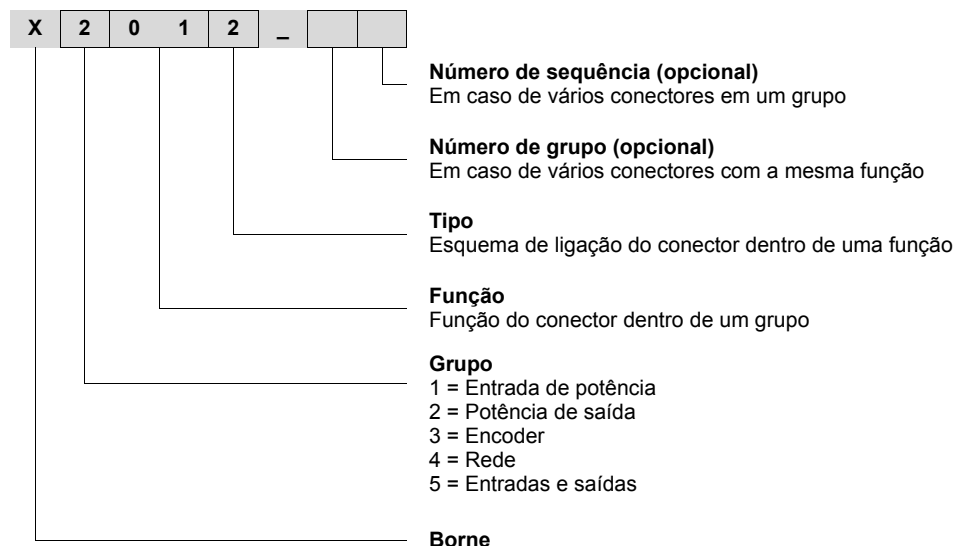 X 2 0 1 2 _
Número de sequência (opcional)
Em caso de vários conectores em um grupo
Número de grupo (opcional)
Em caso de vários conectores com a mesma função
Tipo
Esquema de ligação do conector dentro de uma função
Função
Função do conector dentro de um grupo
Grupo
1 = Entrada de potência
2 = Potência de saída
3 = Encoder
4 = Rede
5 = Entradas e saídas
Borne